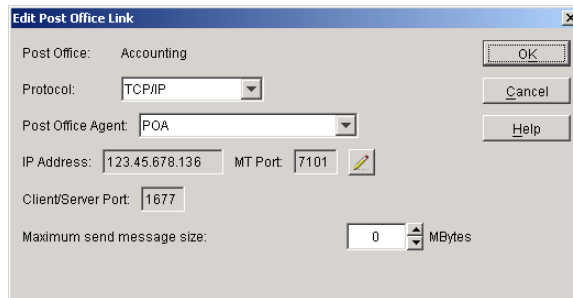 Edit Post Office Link
Post Office: Accounting
OK
Protocol: TCP/IP
Cancel
Post Office Agent: POA
Help
IP Address: 123.45.678.136 MT Port: 7101
Client/Server Port: 1677
Maximum send message size: 0 MBytes